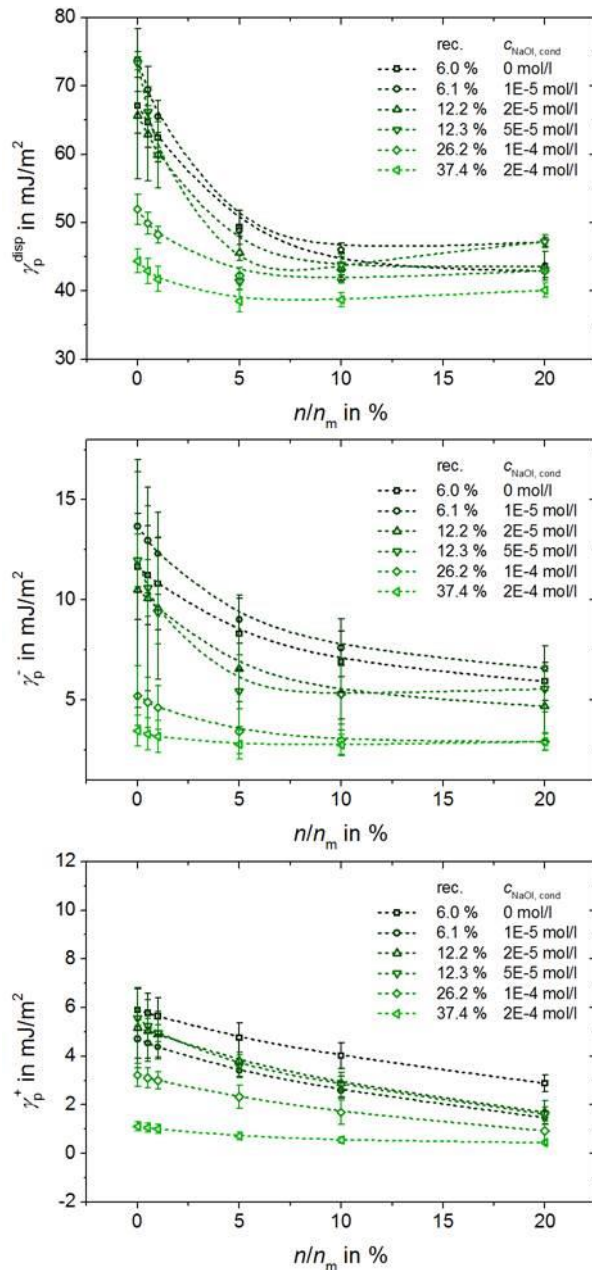 80
70
60
50
40
30
γp^disp in mJ/m²
rec. c NaOl, cond
6.0 % 0 mol/l
6.1 % 1E-5 mol/l
12.2 % 2E-5 mol/l
12.3 % 5E-5 mol/l
26.2 % 1E-4 mol/l
37.4 % 2E-4 mol/l
0 5 10 15 20
n/nm in %
15
10
5
γp^- in mJ/m²
rec. c NaOl, cond
6.0 % 0 mol/l
6.1 % 1E-5 mol/l
12.2 % 2E-5 mol/l
12.3 % 5E-5 mol/l
26.2 % 1E-4 mol/l
37.4 % 2E-4 mol/l
0 5 10 15 20
n/nm in %
12
10
8
6
4
2
0
-2
γp^+ in mJ/m²
rec. c NaOl, cond
6.0 % 0 mol/l
6.1 % 1E-5 mol/l
12.2 % 2E-5 mol/l
12.3 % 5E-5 mol/l
26.2 % 1E-4 mol/l
37.4 % 2E-4 mol/l
0 5 10 15 20
n/nm in %